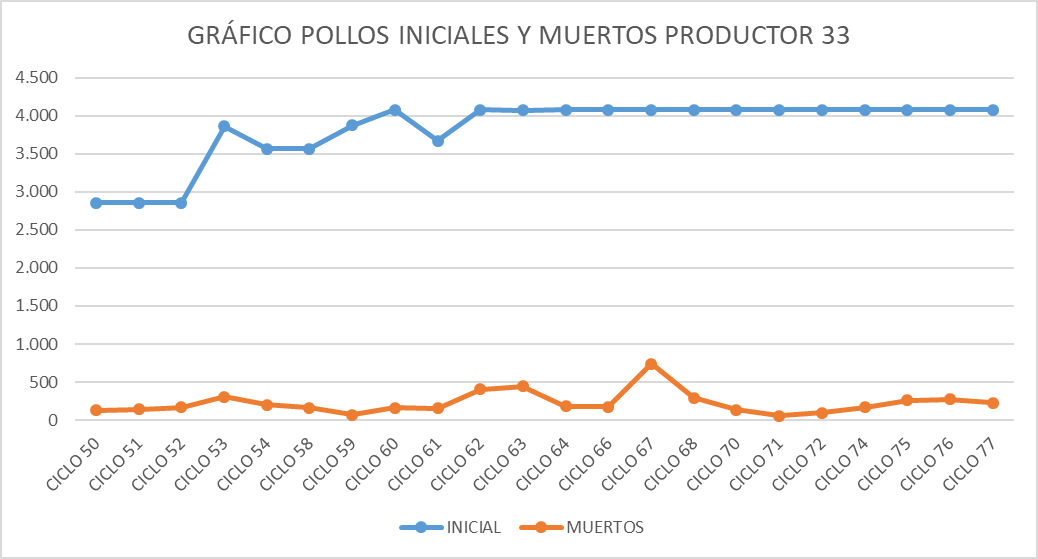 GRÁFICO POLLOS INICIALES Y MUERTOS PRODUCTOR 33
4.500
4.000
3.500
3.000
2.500
2.000
1.500
1.000
500
0
CICLO 50
CICLO 51
CICLO 52
CICLO 53
CICLO 54
CICLO 58
CICLO 59
CICLO 60
CICLO 61
CICLO 62
CICLO 63
CICLO 64
CICLO 66
CICLO 67
CICLO 68
CICLO 70
CICLO 71
CICLO 72
CICLO 74
CICLO 75
CICLO 76
CICLO 77
INICIAL MUERTOS